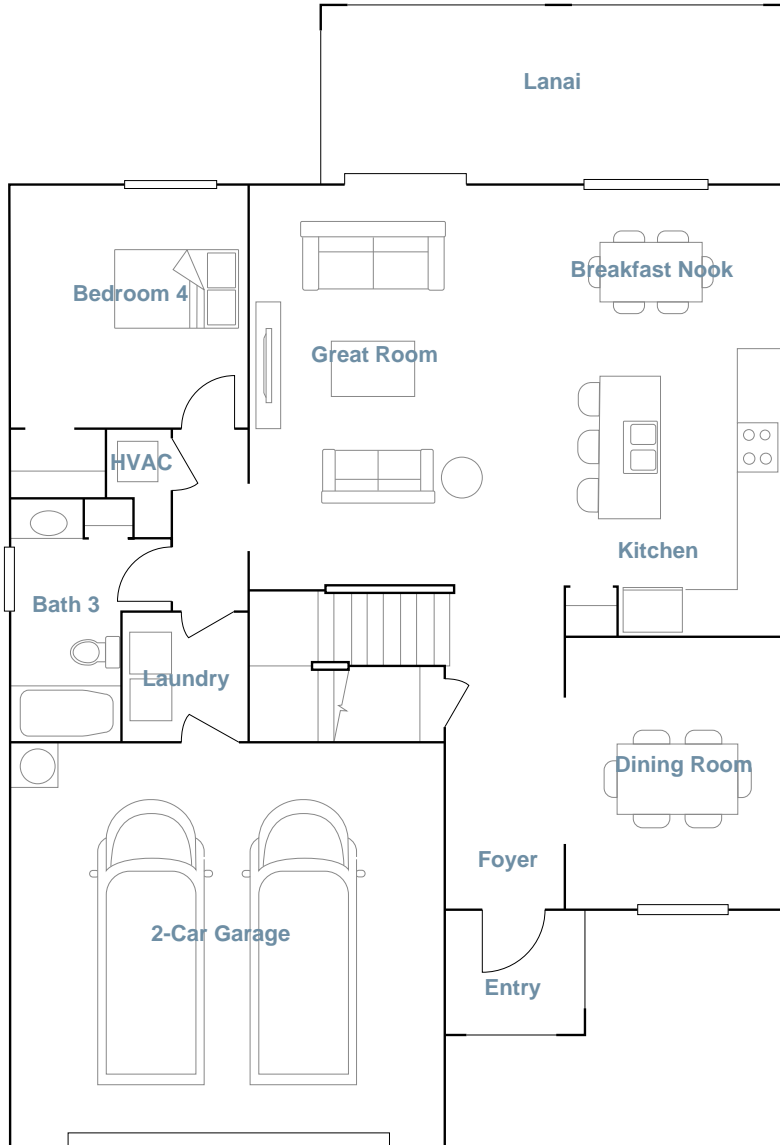 Lanai
Breakfast Nook
Bedroom 4
Great Room
HVAC
Kitchen
Bath 3
Laundry
Dining Room
Foyer
2-Car Garage
Entry